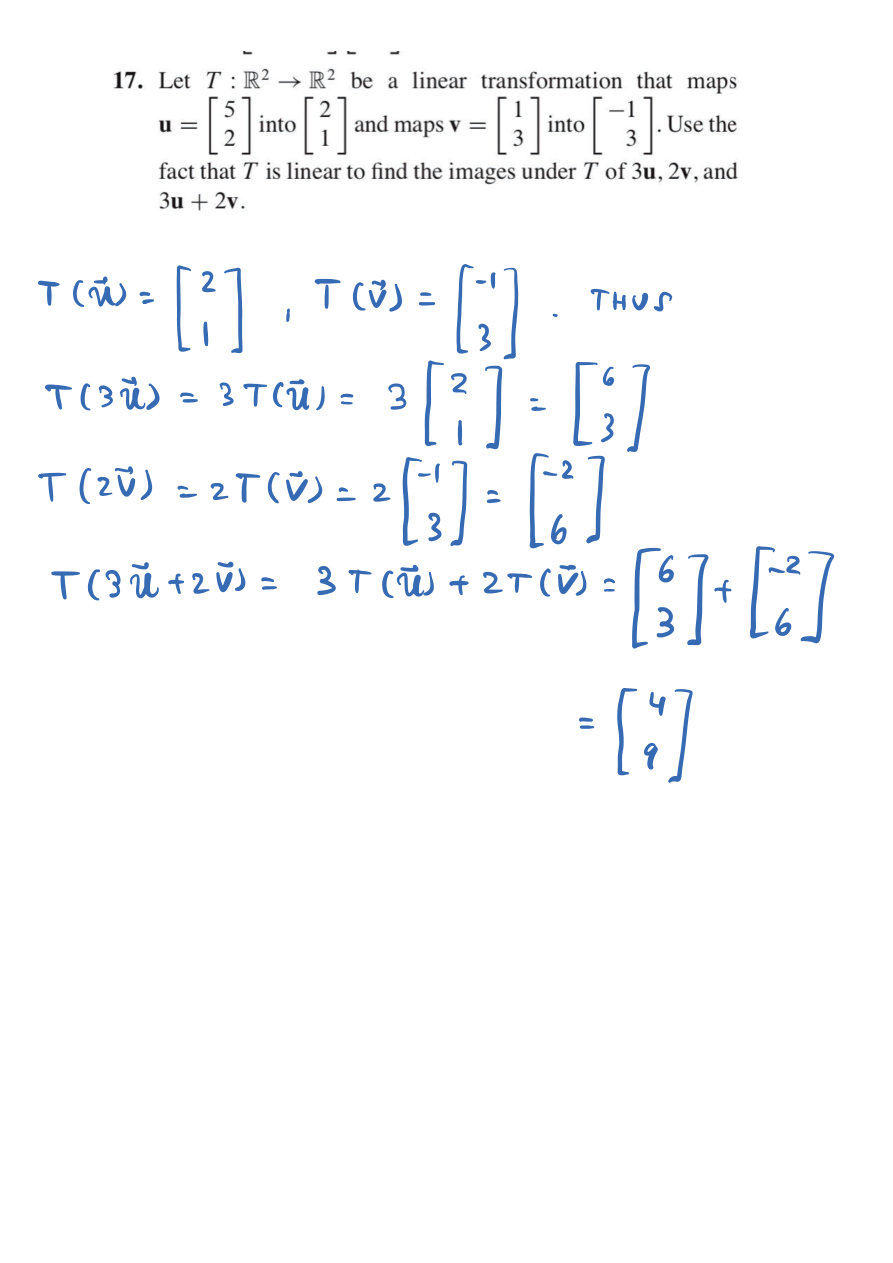 17. Let T : ℝ² → ℝ² be a linear transformation that maps
u = [5 2] into [2 1] and maps v = [1 3] into [−1 3]. Use the
fact that T is linear to find the images under T of 3u, 2v, and
3u + 2v.
T(u⃗) = [2 1] , T(v⃗) = [-1 3] . THUS
T(3u⃗) = 3T(u⃗) = 3[2 1] = [6 3]
T(2v⃗) = 2T(v⃗) = 2[-1 3] = [-2 6]
T(3u⃗+2v⃗) = 3T(u⃗) + 2T(v⃗) = [6 3] + [-2 6]
= [4 9]